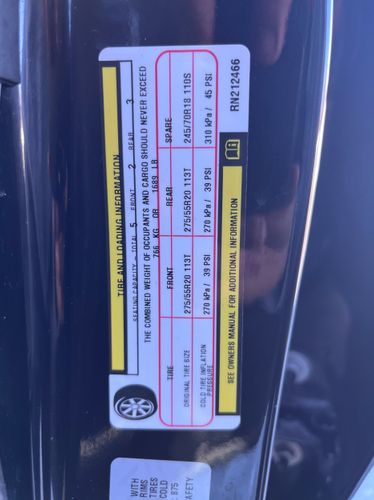 TIRE AND LOADING INFORMATION
SEATING CAPACITY - TOTAL 5 FRONT 2 REAR 3
THE COMBINED WEIGHT OF OCCUPANTS AND CARGO SHOULD NEVER EXCEED
766 KG OR 1689 LB
TIRE FRONT REAR SPARE
ORIGINAL TIRE SIZE 275/55R20 113T 275/55R20 113T 245/70R18 110S
COLD TIRE INFLATION PRESSURE 270 kPa / 39 PSI 270 kPa / 39 PSI 310 kPa / 45 PSI
SEE OWNERS MANUAL FOR ADDITIONAL INFORMATION
RN212466
WITH
RIMS
TIRES
COLD
875
AFETY